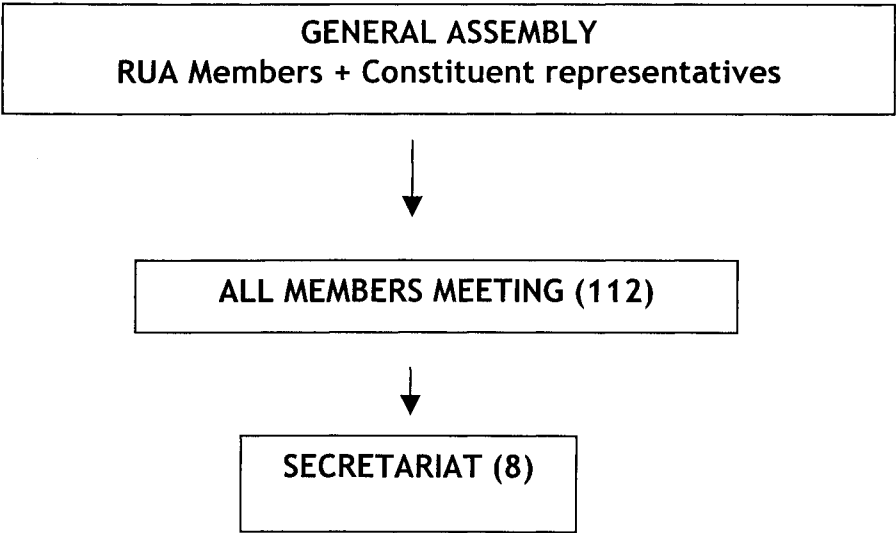 GENERAL ASSEMBLY
RUA Members + Constituent representatives
ALL MEMBERS MEETING (112)
SECRETARIAT (8)